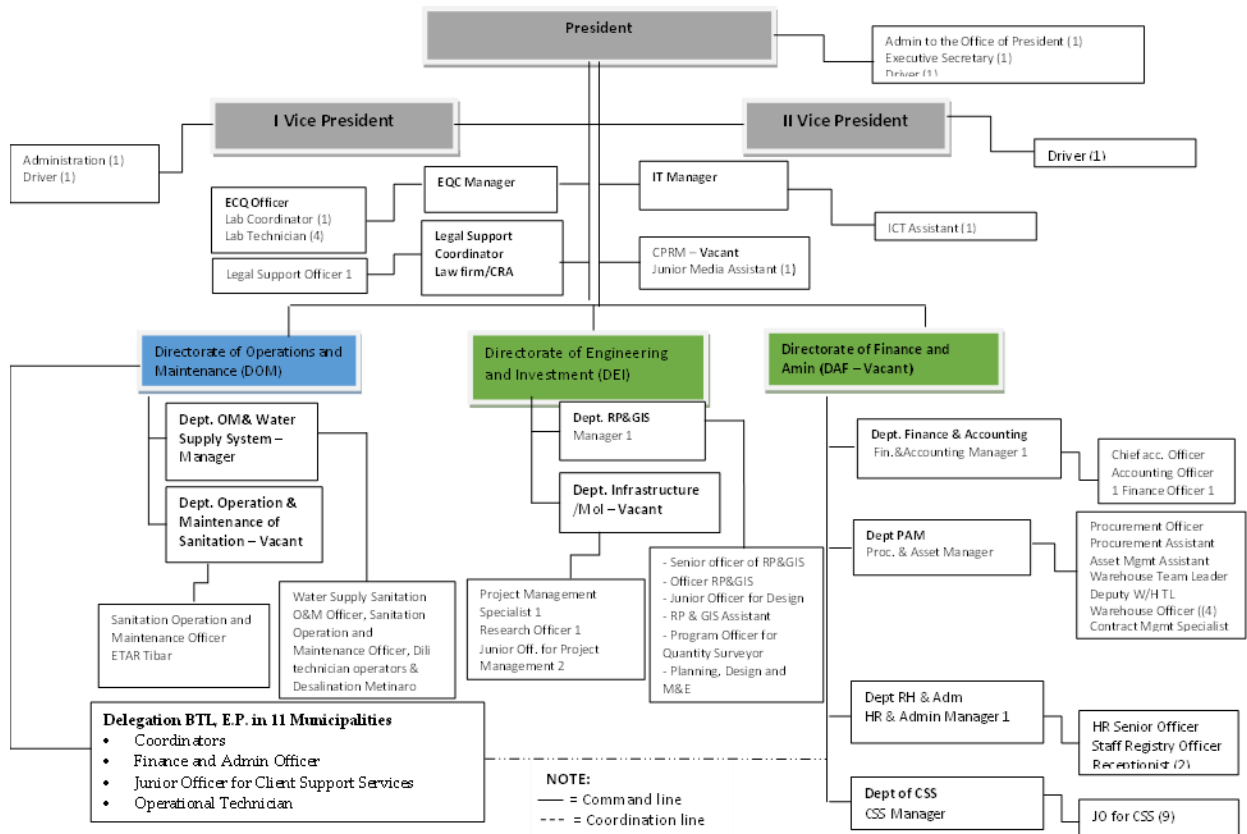 President
Admin to the Office of President (1)
Executive Secretary (1)
Driver (1)
I Vice President
II Vice President
Administration (1)
Driver (1)
Driver (1)
EQC Manager
IT Manager
ECQ Officer
Lab Coordinator (1)
Lab Technician (4)
ICT Assistant (1)
Legal Support
Coordinator
Law firm/CRA
CPRM – Vacant
Junior Media Assistant (1)
Legal Support Officer 1
Directorate of Operations and
Maintenance (DOM)
Directorate of Engineering
and Investment (DEI)
Directorate of Finance and
Amin (DAF – Vacant)
Dept. OM& Water
Supply System –
Manager
Dept. Operation &
Maintenance of
Sanitation – Vacant
Sanitation Operation and
Maintenance Officer
ETAR Tibar
Water Supply Sanitation
O&M Officer, Sanitation
Operation and
Maintenance Officer, Dili
technician operators &
Desalination Metinaro
Dept. RP&GIS
Manager 1
Dept. Infrastructure
/MoI – Vacant
Project Management
Specialist 1
Research Officer 1
Junior Off. for Project
Management 2
- Senior officer of RP&GIS
- Officer RP&GIS
- Junior Officer for Design
- RP & GIS Assistant
- Program Officer for
Quantity Surveyor
- Planning, Design and
M&E
Dept. Finance & Accounting
Fin.&Accounting Manager 1
Chief acc. Officer
Accounting Officer
1 Finance Officer 1
Dept PAM
Proc. & Asset Manager
Procurement Officer
Procurement Assistant
Asset Mgmt Assistant
Warehouse Team Leader
Deputy W/H TL
Warehouse Officer ((4)
Contract Mgmt Specialist
Dept RH & Adm
HR & Admin Manager 1
HR Senior Officer
Staff Registry Officer
Receptionist (2)
Dept of CSS
CSS Manager
JO for CSS (9)
Delegation BTL, E.P. in 11 Municipalities
• Coordinators
• Finance and Admin Officer
• Junior Officer for Client Support Services
• Operational Technician
NOTE:
—— = Command line
--- = Coordination line